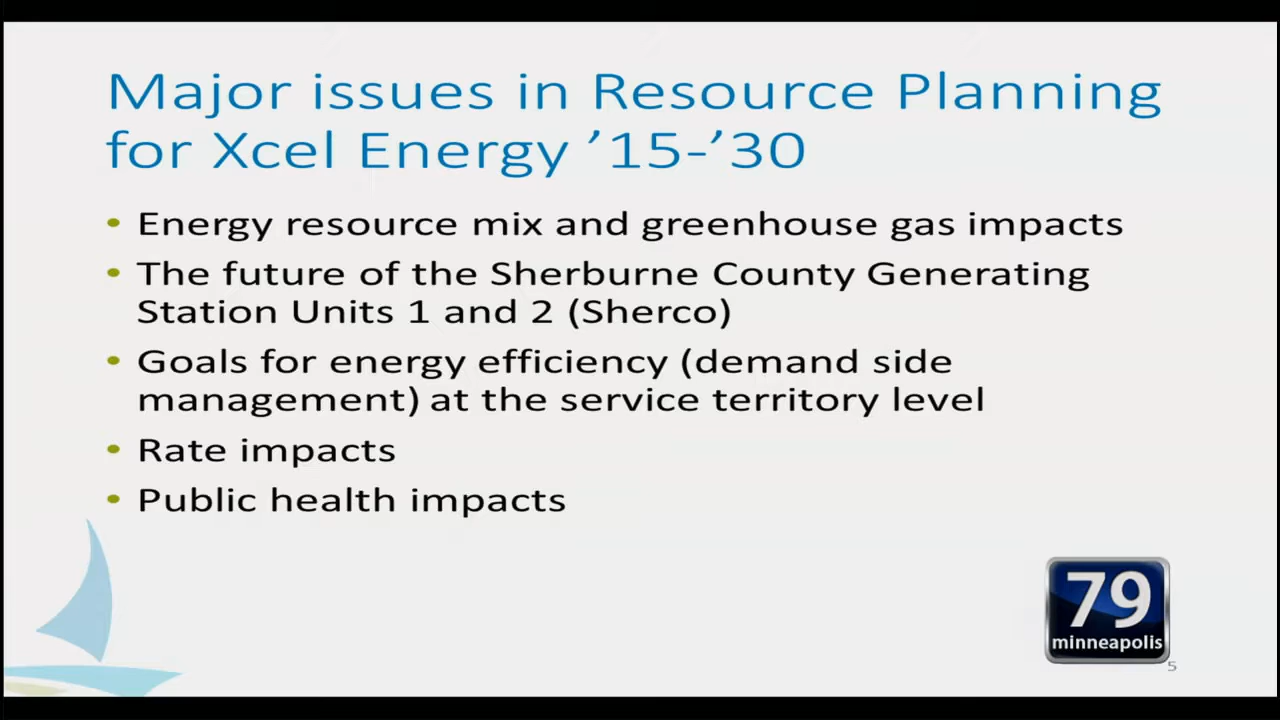 Major issues in Resource Planning
for Xcel Energy ’15-’30
• Energy resource mix and greenhouse gas impacts
• The future of the Sherburne County Generating
Station Units 1 and 2 (Sherco)
• Goals for energy efficiency (demand side
management) at the service territory level
• Rate impacts
• Public health impacts
79
minneapolis
5